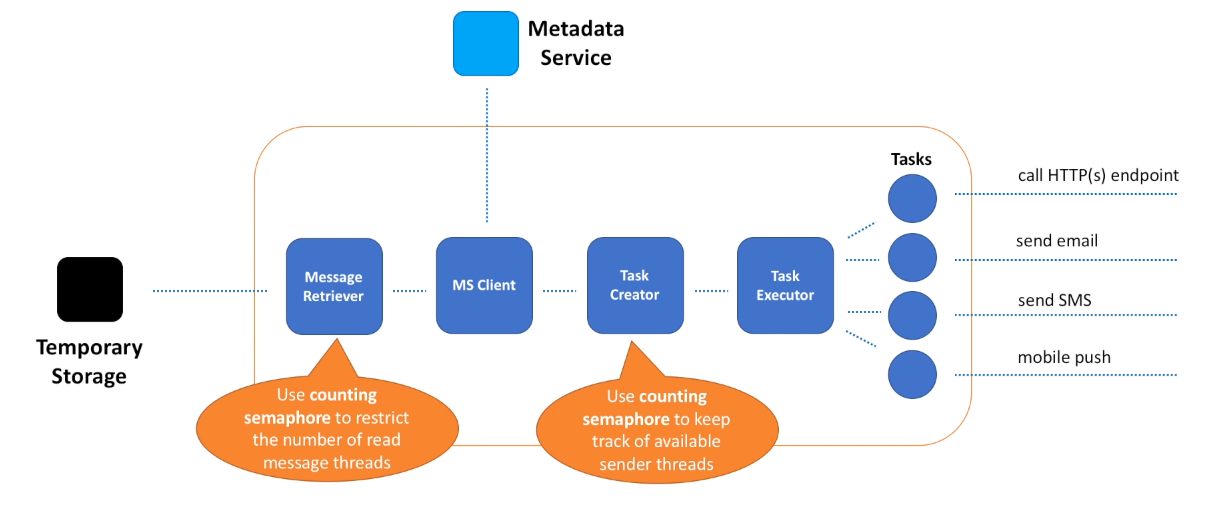 Metadata
Service
Tasks
call HTTP(s) endpoint
send email
send SMS
mobile push
Message
Retriever
MS Client
Task
Creator
Task
Executor
Temporary
Storage
Use counting
semaphore to restrict
the number of read
message threads
Use counting
semaphore to keep
track of available
sender threads